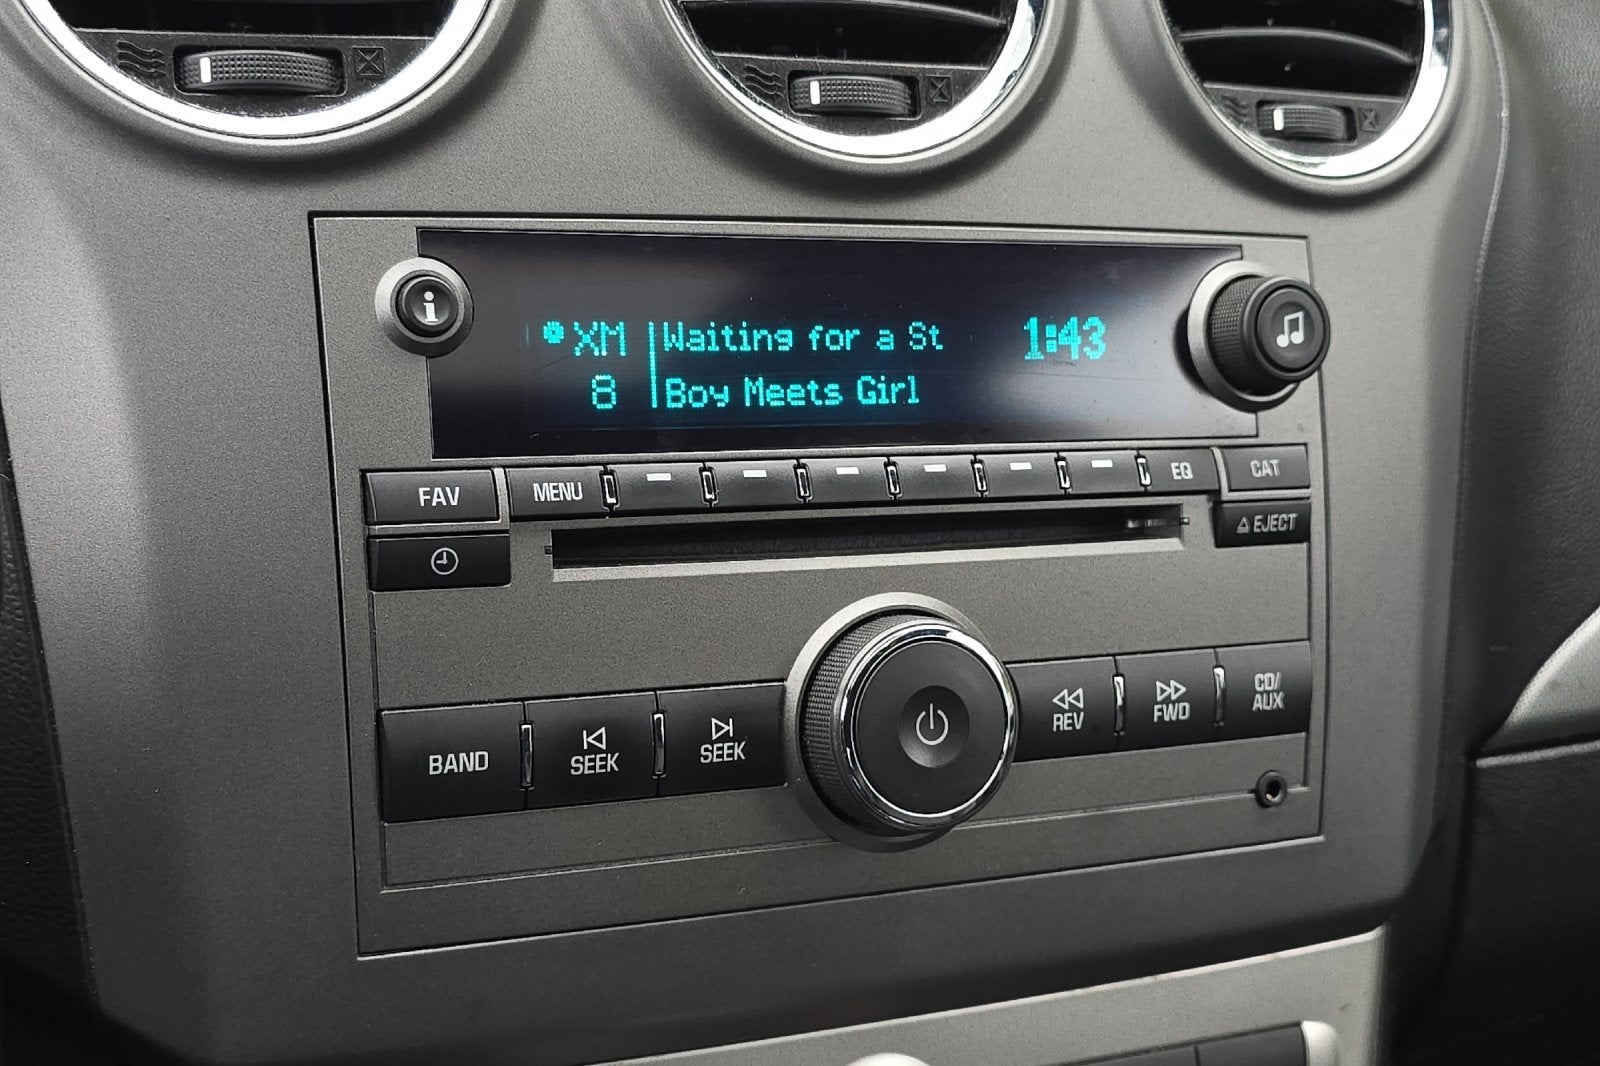 i
XM Waiting for a St 1:43
8 Boy Meets Girl
FAV MENU EQ CAT
EJECT
BAND SEEK SEEK REV FWD CD/
AUX